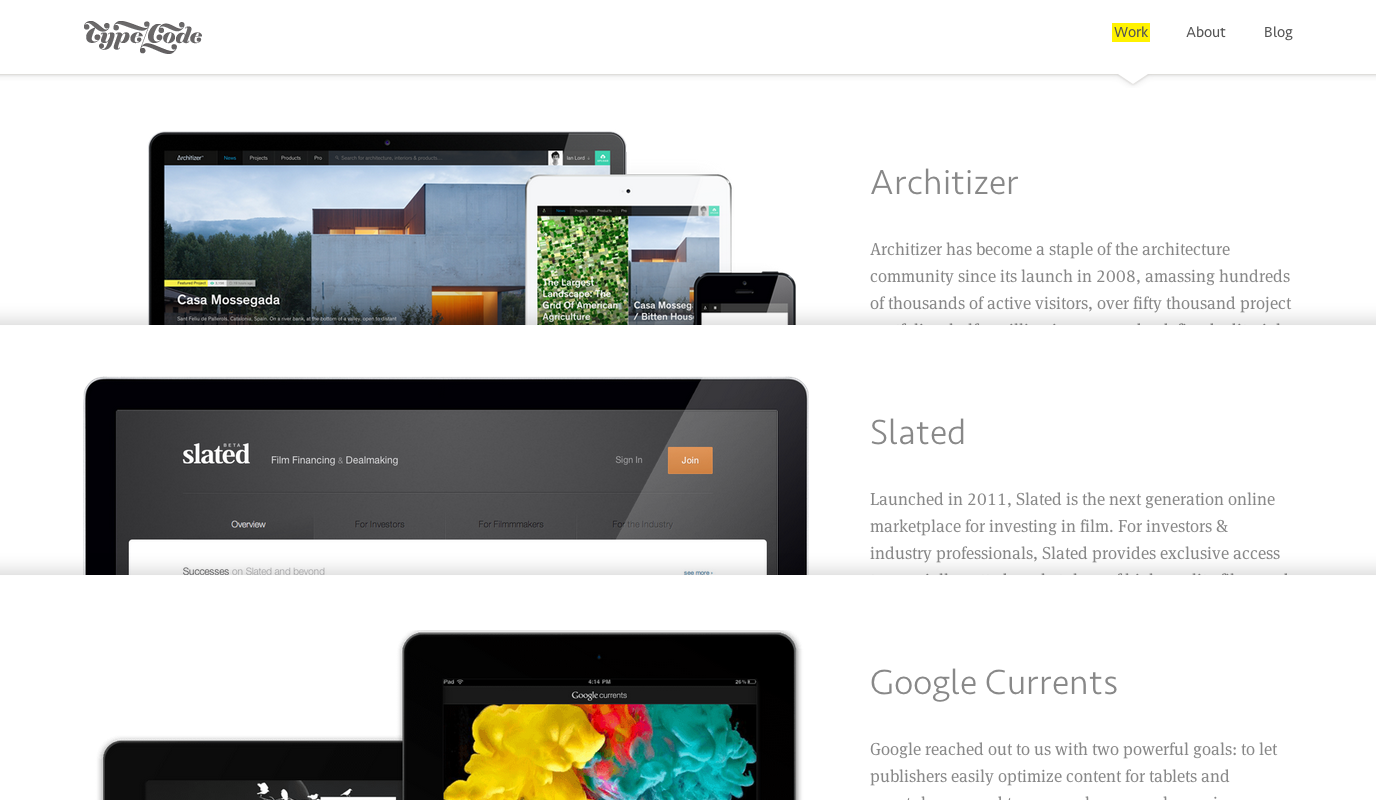 Type/Code
Work
About
Blog
Architizer
News
Projects
Products
Pro
Search for architecture, interiors & products...
Ian Lord
Featured Project
Casa Mossegada
Sant Feliu de Pallerols, Catalonia, Spain. On a river bank, at the bottom of a valley, open to distant
News
Projects
Products
Pro
The Largest
Landscape: The
Grid Of American
Agriculture
Casa Mosseg
/ Bitten Hous
Architizer
Architizer has become a staple of the architecture
community since its launch in 2008, amassing hundreds
of thousands of active visitors, over fifty thousand project
slated
BETA
Film Financing & Dealmaking
Sign In
Join
Overview
For Investors
For Filmmmakers
For the Industry
Successes on Slated and beyond
see more
Slated
Launched in 2011, Slated is the next generation online
marketplace for investing in film. For investors &
industry professionals, Slated provides exclusive access
iPad
4:14 PM
26%
Google currents
Google Currents
Google reached out to us with two powerful goals: to let
publishers easily optimize content for tablets and